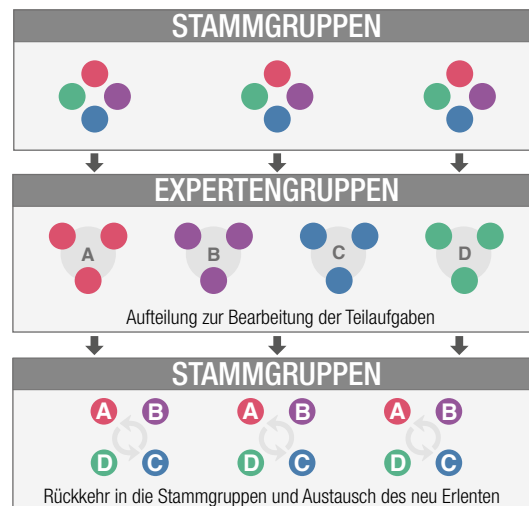 STAMMGRUPPEN
EXPERTENGRUPPEN
A B C D
Aufteilung zur Bearbeitung der Teilaufgaben
STAMMGRUPPEN
A B A B A B
D C D C D C
Rückkehr in die Stammgruppen und Austausch des neu Erlenten